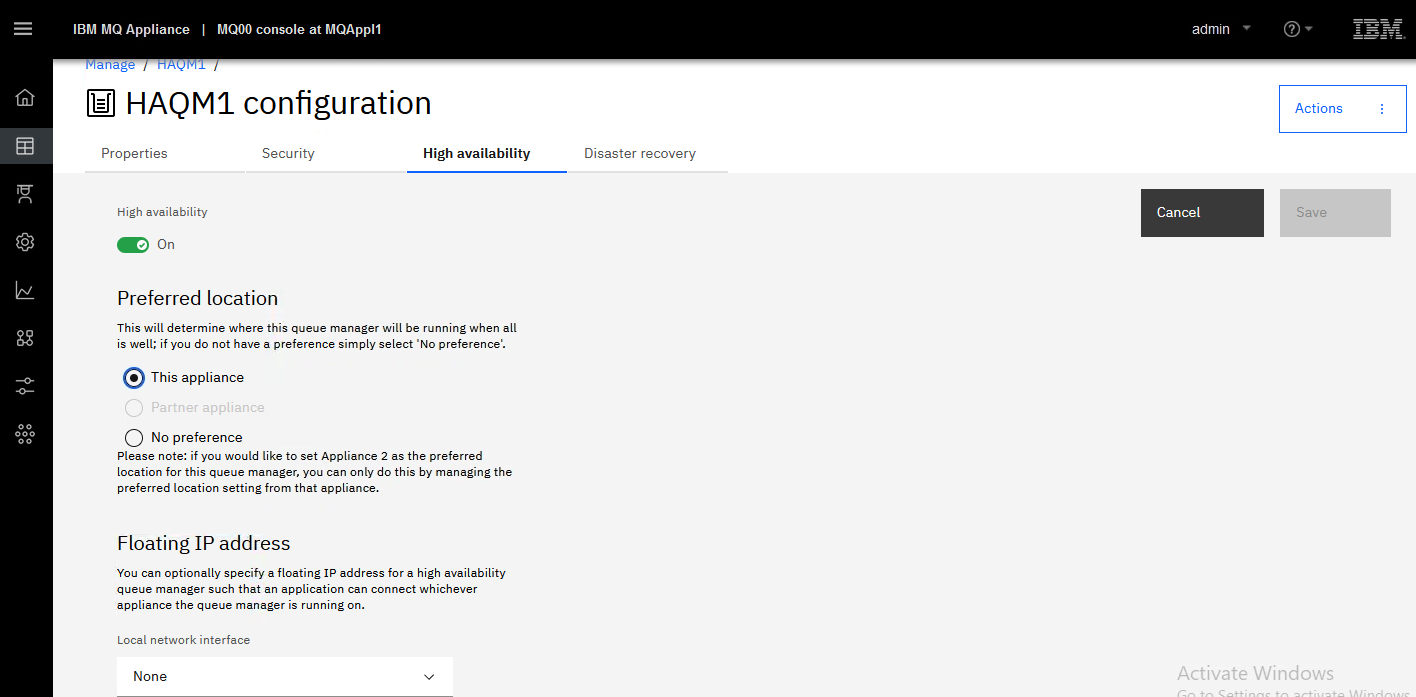 IBM MQ Appliance | MQ00 console at MQAppl1
admin
IBM
Manage / HAQM1 /
HAQM1 configuration
Actions
Properties Security High availability Disaster recovery
High availability
Cancel Save
On
Preferred location
This will determine where this queue manager will be running when all
is well; if you do not have a preference simply select 'No preference'.
This appliance
Partner appliance
No preference
Please note: if you would like to set Appliance 2 as the preferred
location for this queue manager, you can only do this by managing the
preferred location setting from that appliance.
Floating IP address
You can optionally specify a floating IP address for a high availability
queue manager such that an application can connect whichever
appliance the queue manager is running on.
Local network interface
None
Activate Windows
Go to Settings to activate Windows